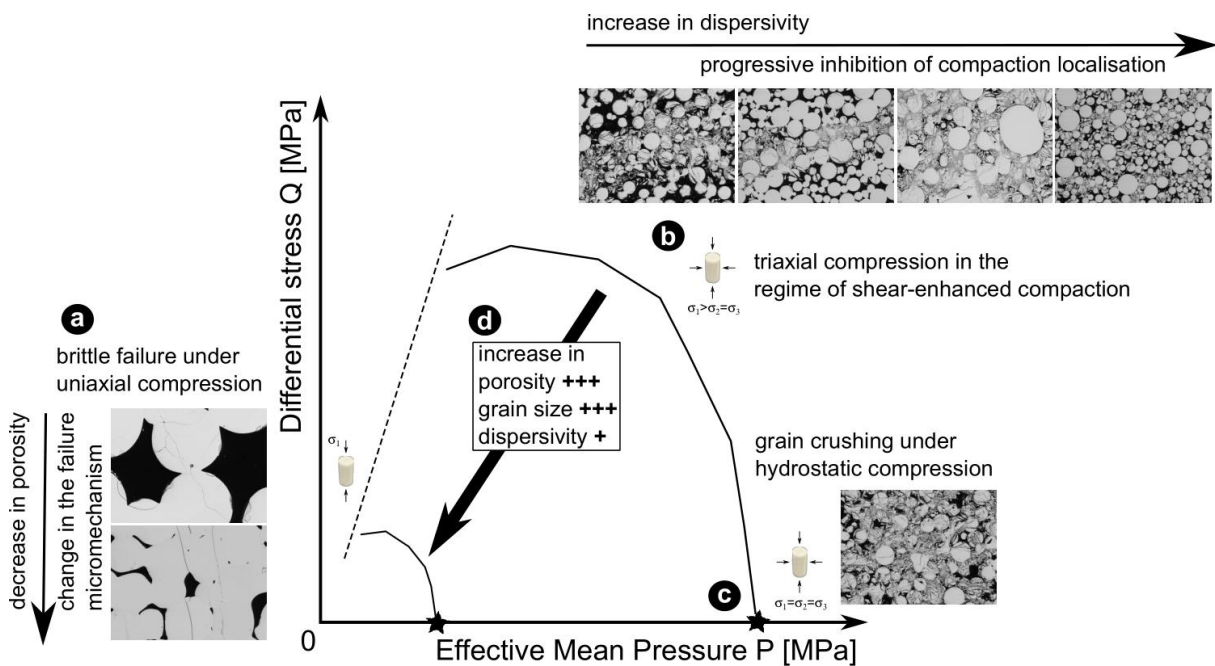 increase in dispersivity
progressive inhibition of compaction localisation
Differential stress Q [MPa]
b
σ1>σ2=σ3
triaxial compression in the
regime of shear-enhanced compaction
a
brittle failure under
uniaxial compression
decrease in porosity
change in the failure
micromechanism
σ1
d
increase in
porosity +++
grain size +++
dispersivity +
grain crushing under
hydrostatic compression
c
σ1=σ2=σ3
0
Effective Mean Pressure P [MPa]